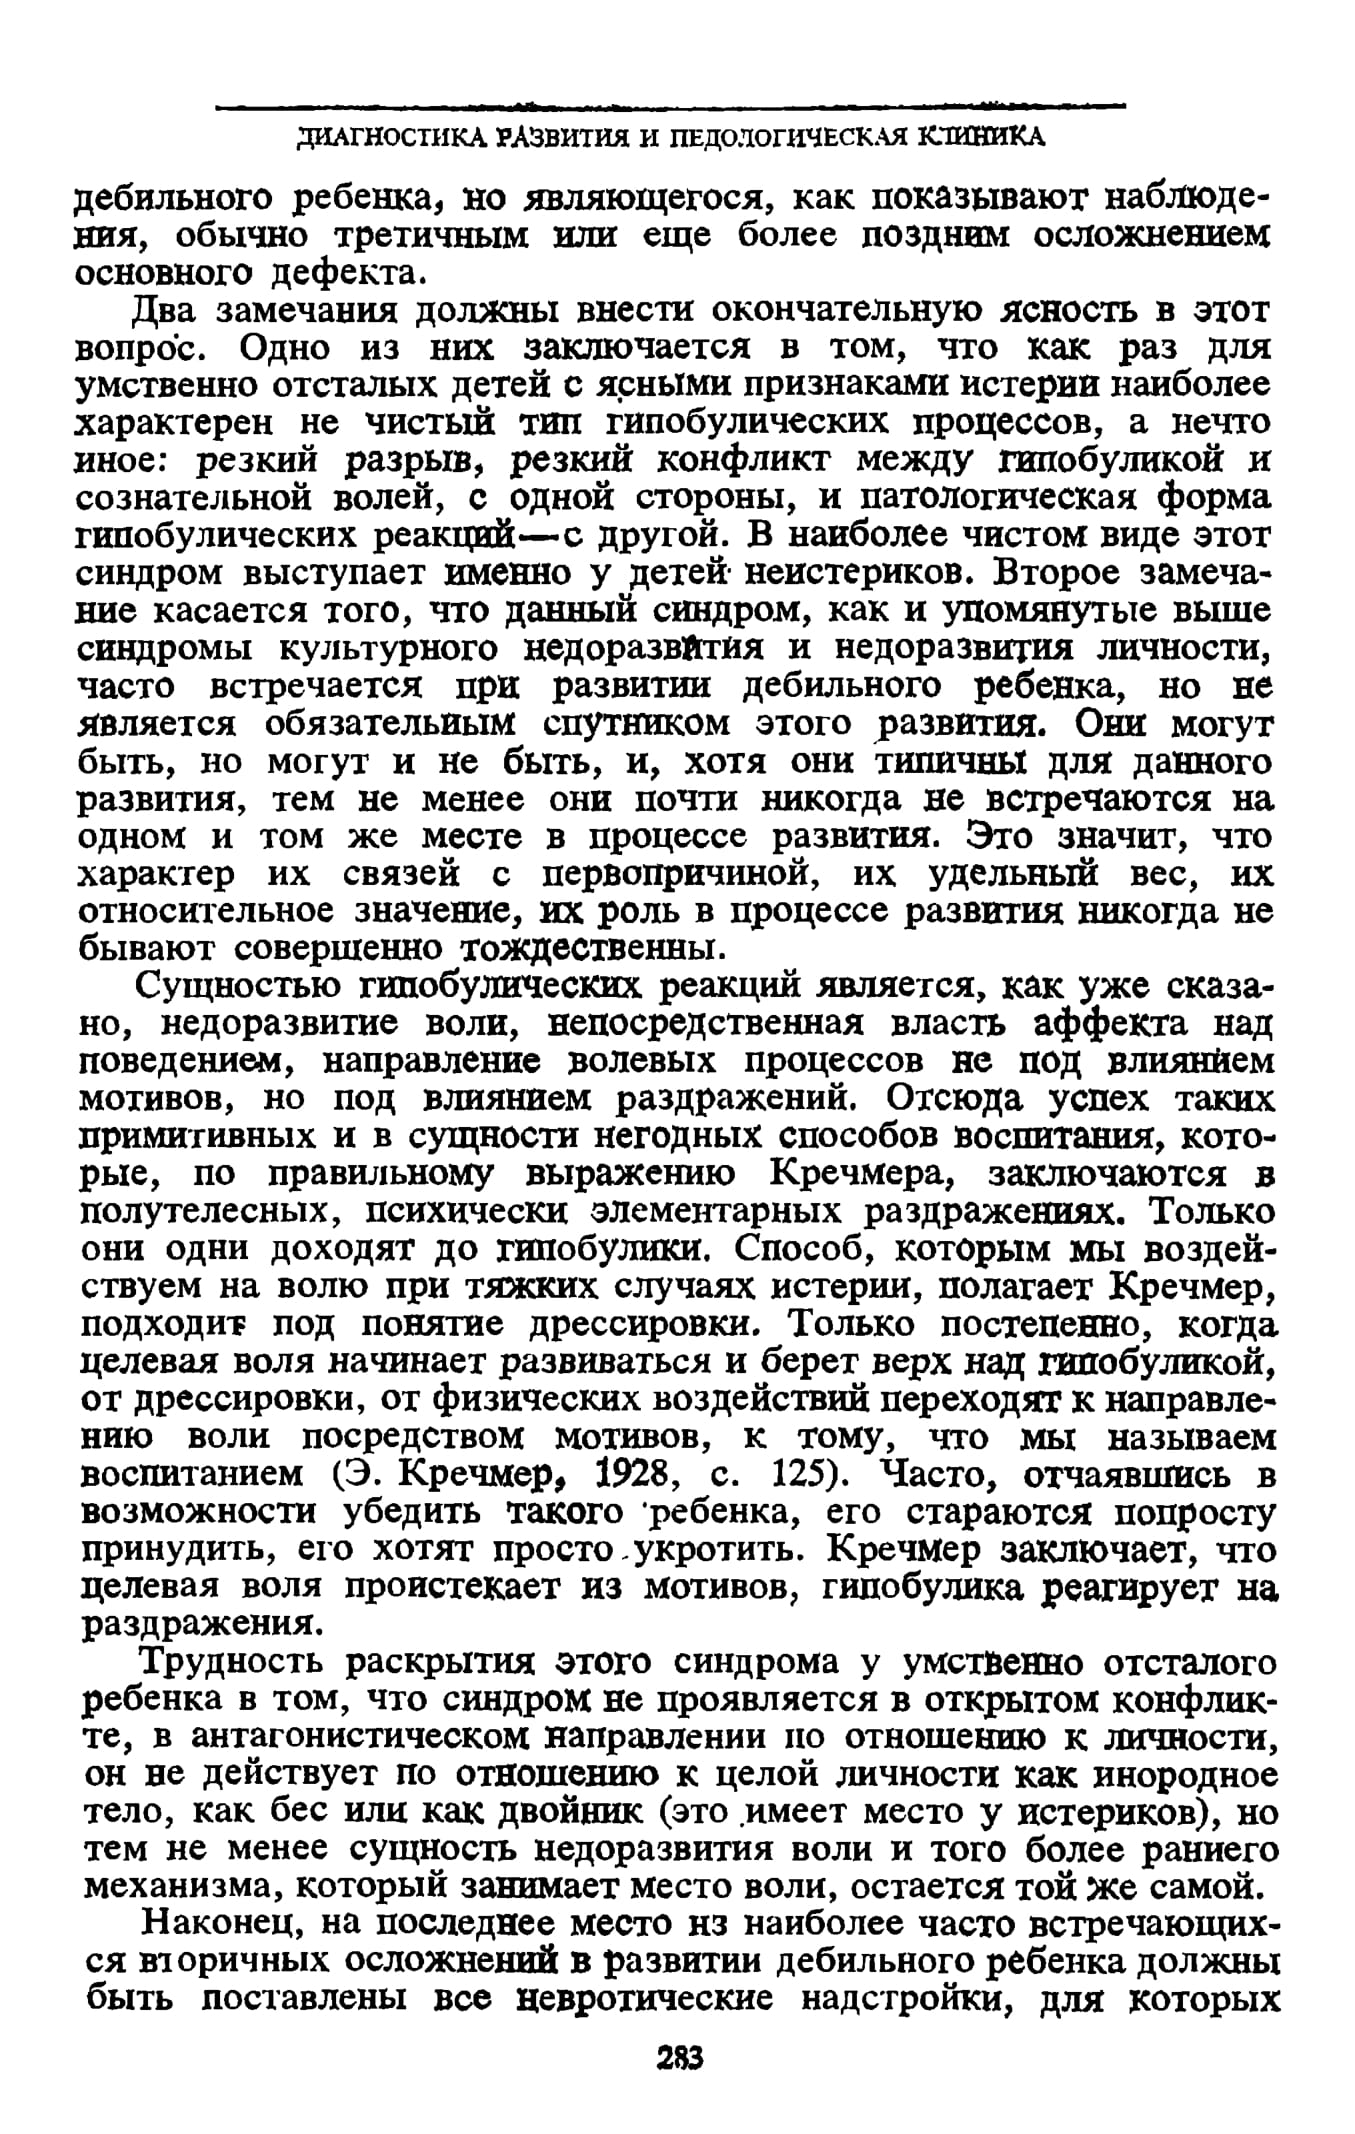 ДИАГНОСТИКА РАЗВИТИЯ И ПЕДОЛОГИЧЕСКАЯ КЛИНИКА
дебильного ребенка, но являющегося, как показывают наблюде-
ния, обычно третичным или еще более поздним осложнением
основного дефекта.
Два замечания должны внести окончательную ясность в этот
вопрос. Одно из них заключается в том, что как раз для
умственно отсталых детей с ясными признаками истерии наиболее
характерен не чистый тип гипобулических процессов, а нечто
иное: резкий разрыв, резкий конфликт между гипобуликой и
сознательной волей, с одной стороны, и патологическая форма
гипобулических реакций—с другой. В наиболее чистом виде этот
синдром выступает именно у детей неистериков. Второе замеча-
ние касается того, что данный синдром, как и упомянутые выше
синдромы культурного недоразвития и недоразвития личности,
часто встречается при развитии дебильного ребенка, но не
является обязательным спутником этого развития. Они могут
быть, но могут и не быть, и, хотя они типичны для данного
развития, тем не менее они почти никогда не встречаются на
одном и том же месте в процессе развития. Это значит, что
характер их связей с первопричиной, их удельный вес, их
относительное значение, их роль в процессе развития никогда не
бывают совершенно тождественны.
Сущностью гипобулических реакций является, как уже сказа-
но, недоразвитие воли, непосредственная власть аффекта над
поведением, направление волевых процессов не под влиянием
мотивов, но под влиянием раздражений. Отсюда успех таких
примитивных и в сущности негодных способов воспитания, кото-
рые, по правильному выражению Кречмера, заключаются в
полутелесных, психически элементарных раздражениях. Только
они одни доходят до гипобулики. Способ, которым мы воздей-
ствуем на волю при тяжких случаях истерии, полагает Кречмер,
подходит под понятие дрессировки. Только постепенно, когда
целевая воля начинает развиваться и берет верх над гипобуликой,
от дрессировки, от физических воздействий переходят к направле-
нию воли посредством мотивов, к тому, что мы называем
воспитанием (Э. Кречмер, 1928, с. 125). Часто, отчаявшись в
возможности убедить такого ребенка, его стараются попросту
принудить, его хотят просто укротить. Кречмер заключает, что
целевая воля проистекает из мотивов, гипобулика реагирует на
раздражения.
Трудность раскрытия этого синдрома у умственно отсталого
ребенка в том, что синдром не проявляется в открытом конфлик-
те, в антагонистическом направлении по отношению к личности,
он не действует по отношению к целой личности как инородное
тело, как бес или как двойник (это имеет место у истериков), но
тем не менее сущность недоразвития воли и того более раннего
механизма, который занимает место воли, остается той же самой.
Наконец, на последнее место из наиболее часто встречающих-
ся вторичных осложнений в развитии дебильного ребенка должны
быть поставлены все невротические надстройки, для которых
283